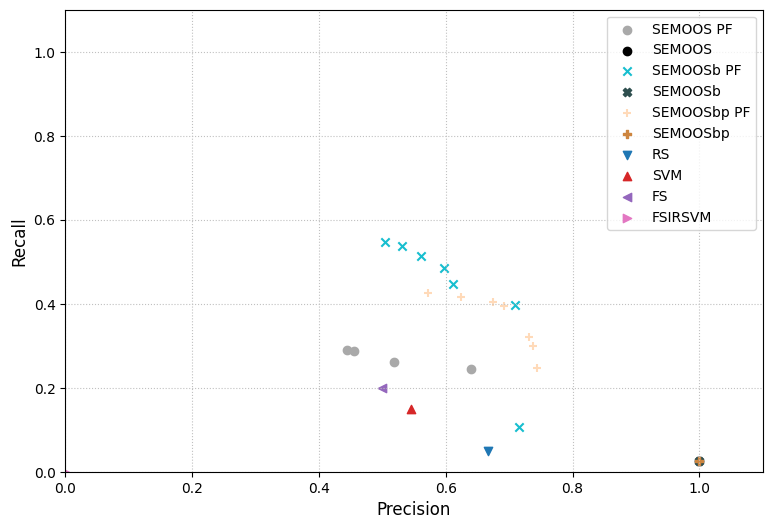 SEMOOS PF
SEMOOS
SEMOOSb PF
SEMOOSb
SEMOOSbp PF
SEMOOSbp
RS
SVM
FS
FSIRSVM
1.0
0.8
0.6
0.4
0.2
0.0
Recall
0.0 0.2 0.4 0.6 0.8 1.0
Precision